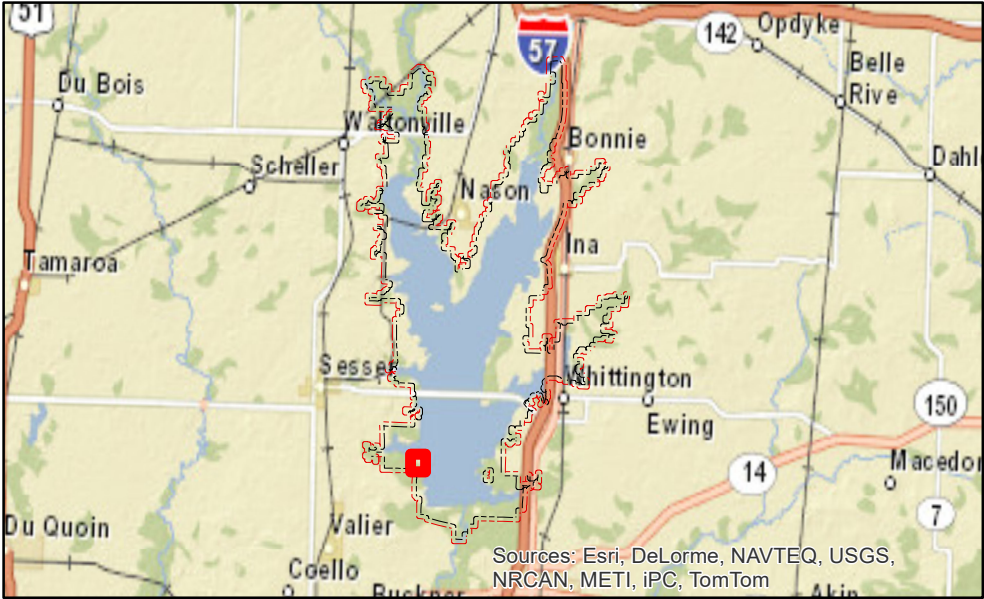 51
57
142
Opdyke
Belle
Rive
Du Bois
Waltonville
Bonnie
Scheller
Dahl
Nason
Ina
Tamaroa
Sesser
Whittington
150
Ewing
14
Macedon
7
Du Quoin
Valier
Coello
Buckner
Akin
Sources: Esri, DeLorme, NAVTEQ, USGS,
NRCAN, METI, iPC, TomTom